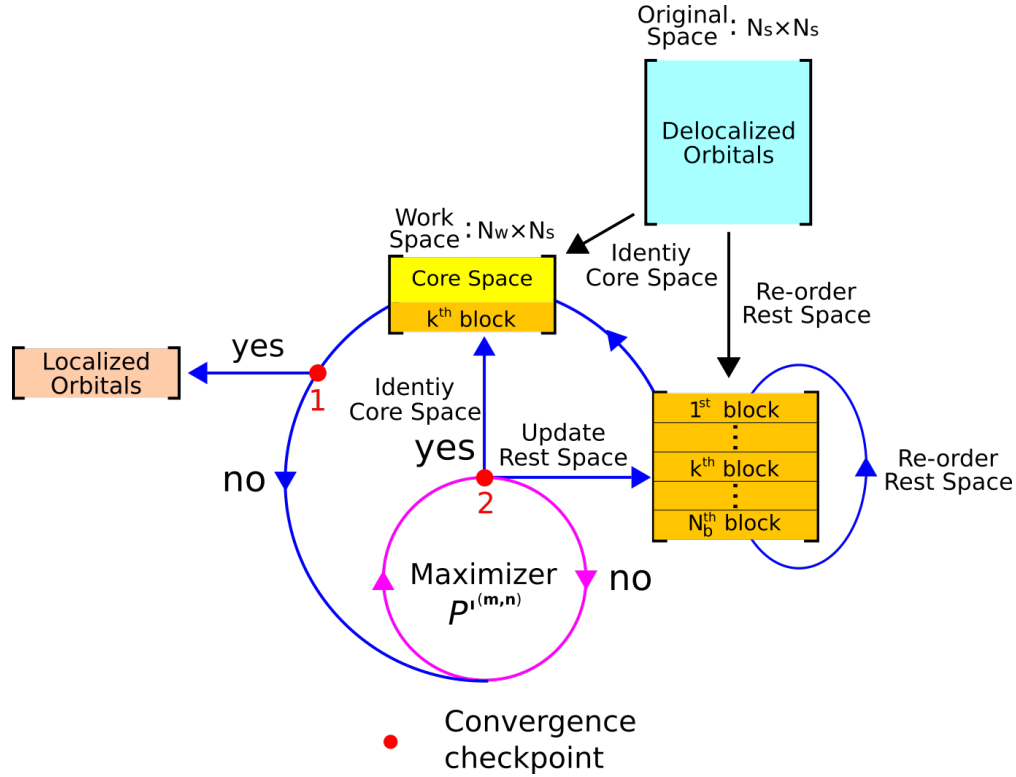 Original
Space : Ns×Ns
Delocalized
Orbitals
Work
Space : Nw×Ns
Identiy
Core Space
Core Space
kth block
Re-order
Rest Space
yes
Localized
Orbitals
1
Identiy
Core Space
yes
Update
Rest Space
1st block
⋮
kth block
⋮
Nbth block
Re-order
Rest Space
no
2
Maximizer
P'(m,n)
no
Convergence
checkpoint